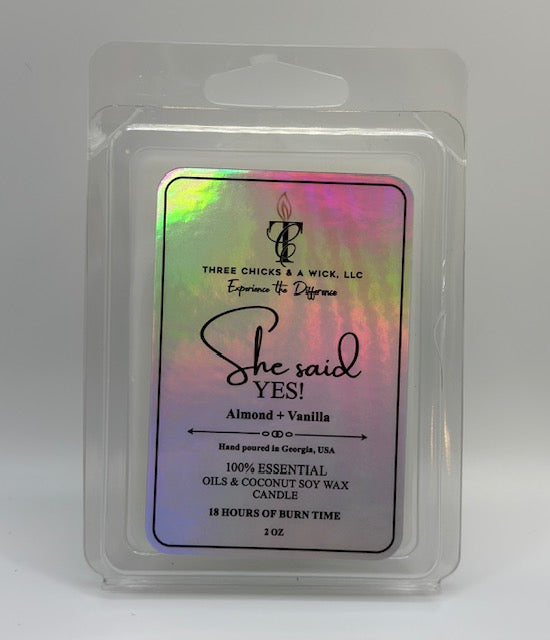 TC
THREE CHICKS & A WICK, LLC
Experience the Difference
She said
YES!
Almond + Vanilla
Hand poured in Georgia, USA
100% ESSENTIAL
OILS & COCONUT SOY WAX
CANDLE
18 HOURS OF BURN TIME
2 OZ